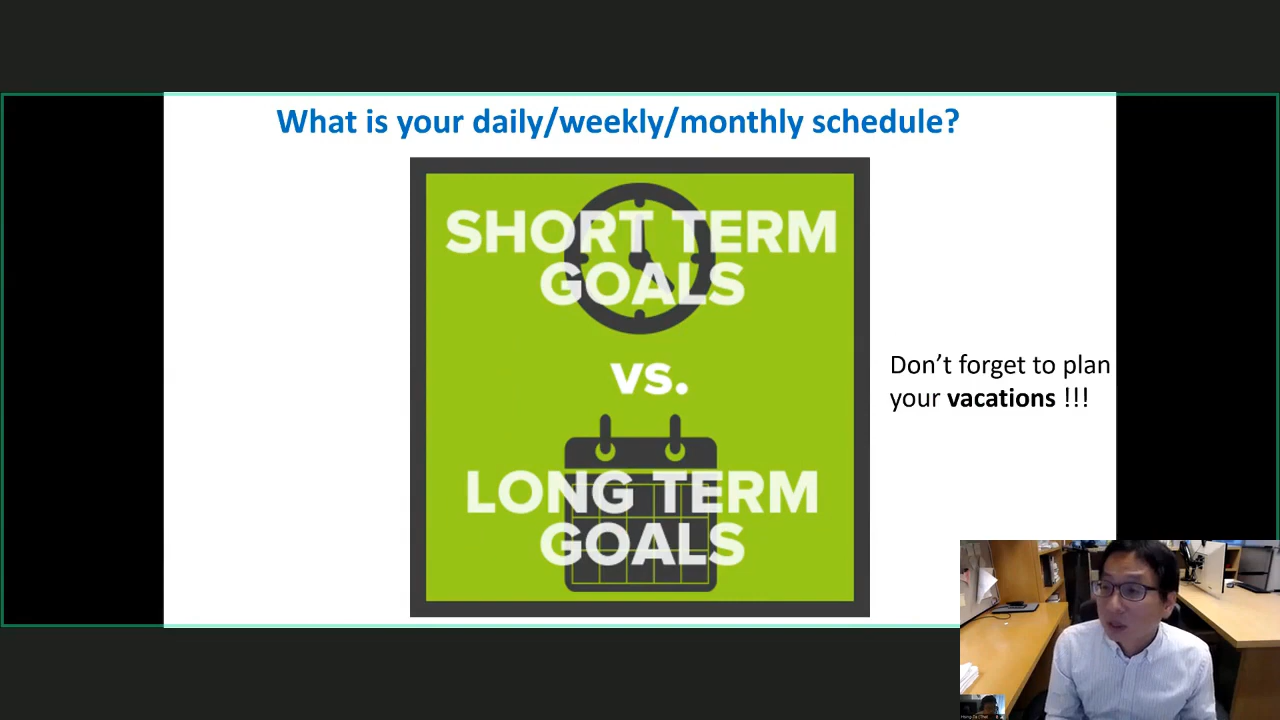 What is your daily/weekly/monthly schedule?
SHORT TERM
GOALS
vs.
LONG TERM
GOALS
Don’t forget to plan
your vacations !!!